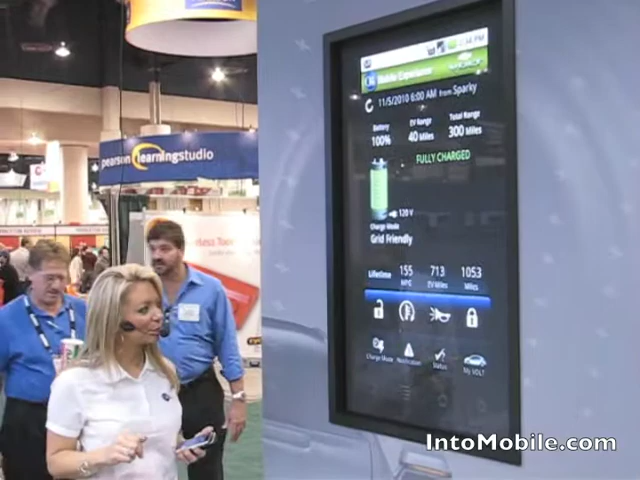 pearson learningstudio
Mobile Experience
11/5/2010 6:00 AM from Sparky
Battery EV Range Total Range
100% 40 Miles 300 Miles
FULLY CHARGED
120 V
Charge Mode
Grid Friendly
Lifetime 155 713 1053
MPG EV Miles Miles
Charge Mode Notification Status My VOLT
IntoMobile.com